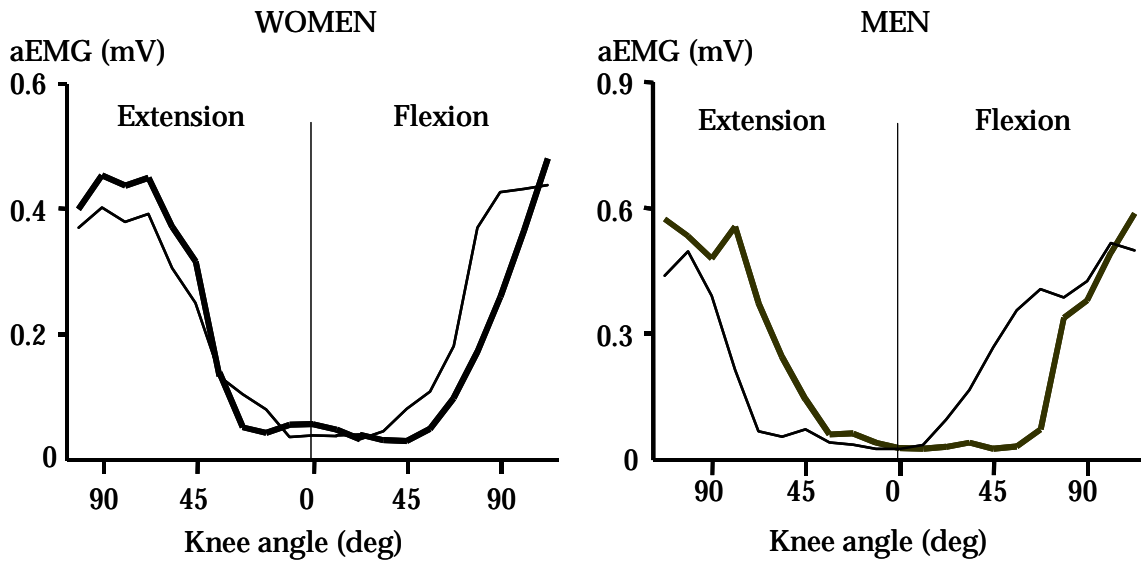 WOMEN
aEMG (mV)
0.6
Extension
Flexion
0.4
0.2
0
90
45
0
45
90
Knee angle (deg)
MEN
aEMG (mV)
0.9
Extension
Flexion
0.6
0.3
0
90
45
0
45
90
Knee angle (deg)